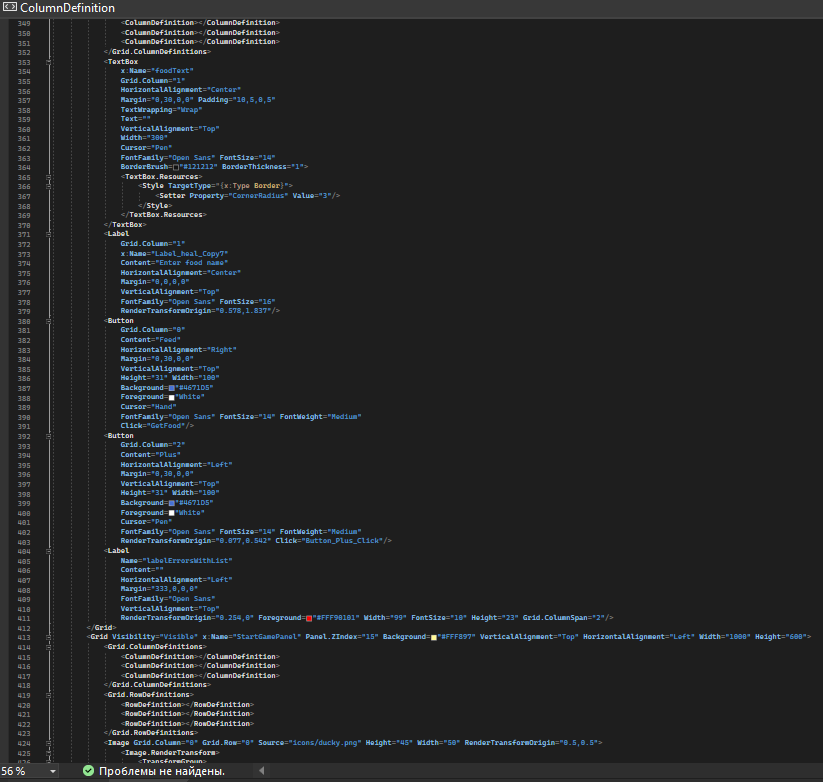 ColumnDefinition
349 <ColumnDefinition></ColumnDefinition>
350 <ColumnDefinition></ColumnDefinition>
351 <ColumnDefinition></ColumnDefinition>
352 </Grid.ColumnDefinitions>
353 <TextBox
354 x:Name="foodText"
355 Grid.Column="1"
356 HorizontalAlignment="Center"
357 Margin="0,30,0,0" Padding="10,5,0,5"
358 TextWrapping="Wrap"
359 Text=""
360 VerticalAlignment="Top"
361 Width="300"
362 Cursor="Pen"
363 FontFamily="Open Sans" FontSize="14"
364 BorderBrush="#121212" BorderThickness="1">
365 <TextBox.Resources>
366 <Style TargetType="{x:Type Border}">
367 <Setter Property="CornerRadius" Value="3"/>
368 </Style>
369 </TextBox.Resources>
370 </TextBox>
371 <Label
372 Grid.Column="1"
373 x:Name="Label_heal_Copy7"
374 Content="Enter food name"
375 HorizontalAlignment="Center"
376 Margin="0,0,0,0"
377 VerticalAlignment="Top"
378 FontFamily="Open Sans" FontSize="16"
379 RenderTransformOrigin="0.578,1.837"/>
380 <Button
381 Grid.Column="0"
382 Content="Feed"
383 HorizontalAlignment="Right"
384 Margin="0,30,0,0"
385 VerticalAlignment="Top"
386 Height="31" Width="100"
387 Background="#4671D5"
388 Foreground="White"
389 Cursor="Hand"
390 FontFamily="Open Sans" FontSize="14" FontWeight="Medium"
391 Click="GetFood"/>
392 <Button
393 Grid.Column="2"
394 Content="Plus"
395 HorizontalAlignment="Left"
396 Margin="0,30,0,0"
397 VerticalAlignment="Top"
398 Height="31" Width="100"
399 Background="#4671D5"
400 Foreground="White"
401 Cursor="Pen"
402 FontFamily="Open Sans" FontSize="14" FontWeight="Medium"
403 RenderTransformOrigin="0.077,0.542" Click="Button_Plus_Click"/>
404 <Label
405 Name="labelErrorsWithList"
406 Content=""
407 HorizontalAlignment="Left"
408 Margin="333,0,0,0"
409 FontFamily="Open Sans"
410 VerticalAlignment="Top"
411 RenderTransformOrigin="0.254,0" Foreground="#FFF90101" Width="99" FontSize="10" Height="23" Grid.ColumnSpan="2"/>
412 </Grid>
413 <Grid Visibility="Visible" x:Name="StartGamePanel" Panel.ZIndex="15" Background="#FFF897" VerticalAlignment="Top" HorizontalAlignment="Left" Width="1000" Height="600">
414 <Grid.ColumnDefinitions>
415 <ColumnDefinition></ColumnDefinition>
416 <ColumnDefinition></ColumnDefinition>
417 <ColumnDefinition></ColumnDefinition>
418 </Grid.ColumnDefinitions>
419 <Grid.RowDefinitions>
420 <RowDefinition></RowDefinition>
421 <RowDefinition></RowDefinition>
422 <RowDefinition></RowDefinition>
423 </Grid.RowDefinitions>
424 <Image Grid.Column="0" Grid.Row="0" Source="icons/ducky.png" Height="45" Width="50" RenderTransformOrigin="0.5,0.5">
425 <Image.RenderTransform>
426 <TransformGroup>
56 % Проблемы не найдены.